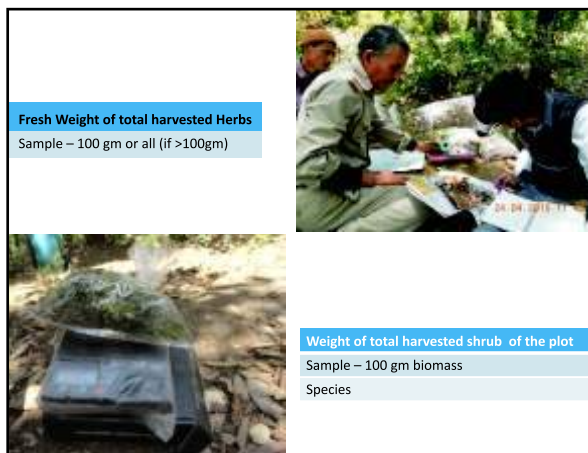 Fresh Weight of total harvested Herbs
Sample – 100 gm or all (if >100gm)
Weight of total harvested shrub of the plot
Sample – 100 gm biomass
Species